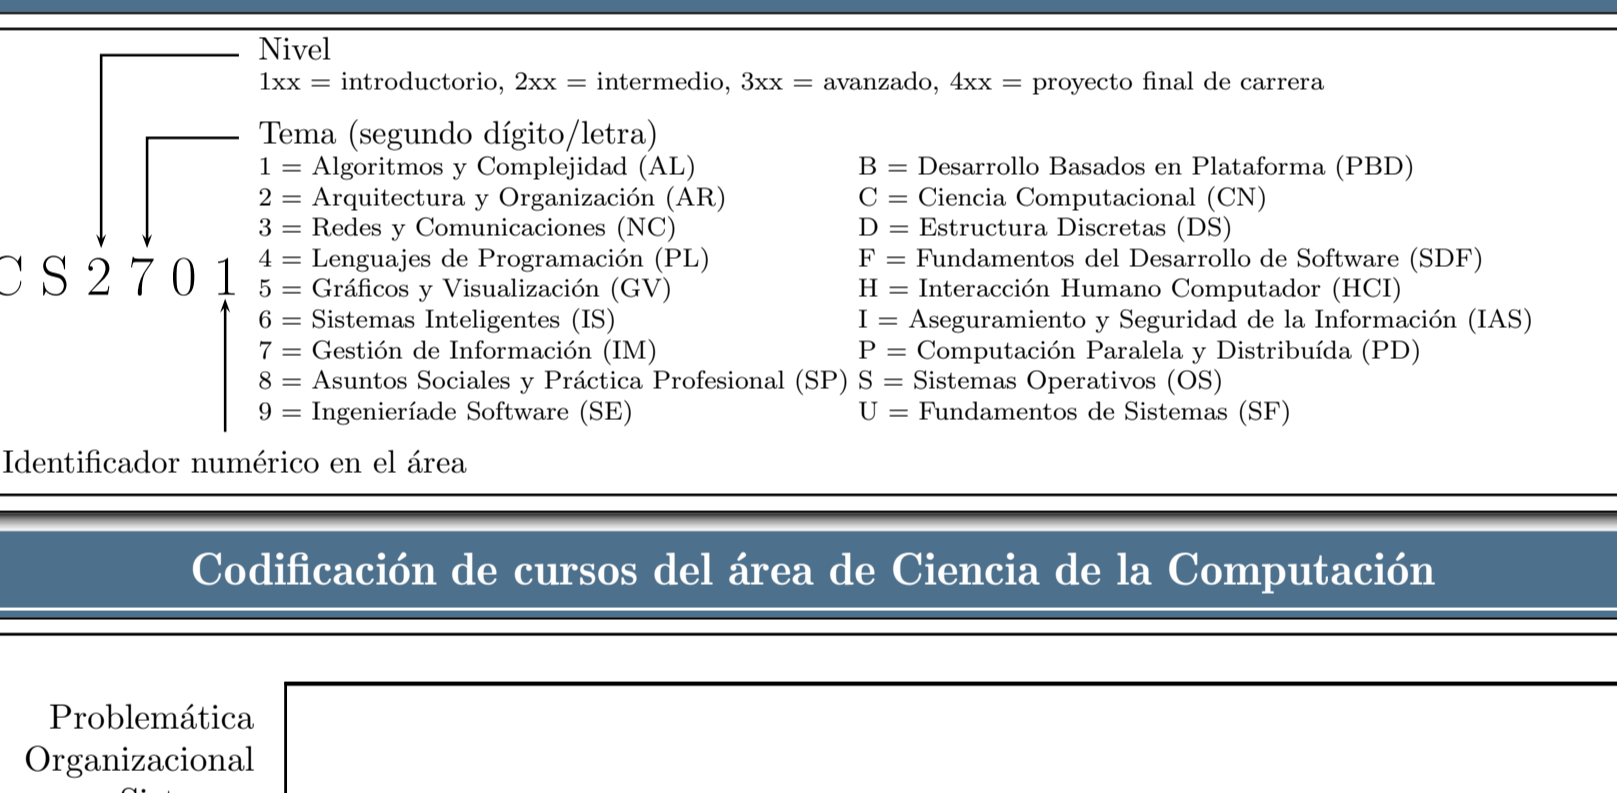 Nivel
1xx = introductorio, 2xx = intermedio, 3xx = avanzado, 4xx = proyecto final de carrera
Tema (segundo dígito/letra)
1 = Algoritmos y Complejidad (AL)
2 = Arquitectura y Organización (AR)
3 = Redes y Comunicaciones (NC)
4 = Lenguajes de Programación (PL)
5 = Gráficos y Visualización (GV)
6 = Sistemas Inteligentes (IS)
7 = Gestión de Información (IM)
8 = Asuntos Sociales y Práctica Profesional (SP)
9 = Ingenieríade Software (SE)
B = Desarrollo Basados en Plataforma (PBD)
C = Ciencia Computacional (CN)
D = Estructura Discretas (DS)
F = Fundamentos del Desarrollo de Software (SDF)
H = Interacción Humano Computador (HCI)
I = Aseguramiento y Seguridad de la Información (IAS)
P = Computación Paralela y Distribuída (PD)
S = Sistemas Operativos (OS)
U = Fundamentos de Sistemas (SF)
C S 2 7 0 1
Identificador numérico en el área
Codificación de cursos del área de Ciencia de la Computación
Problemática
Organizacional